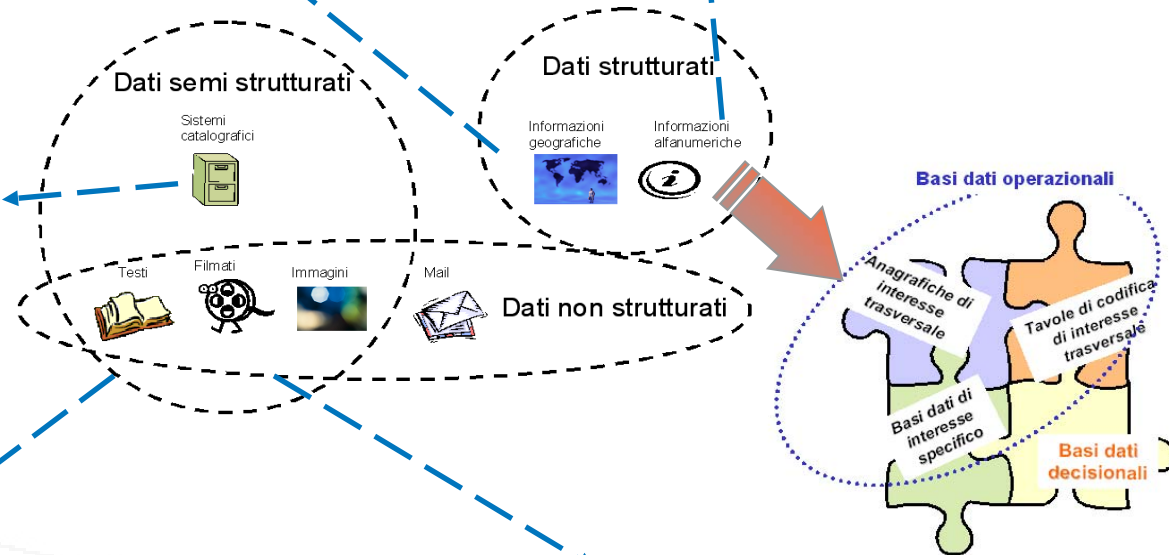 Dati semi strutturati
Sistemi
catalografici
Dati strutturati
Informazioni
geografiche
Informazioni
alfanumeriche
i
Testi
Filmati
Immagini
Mail
Dati non strutturati
Basi dati operazionali
Anagrafiche di
interesse
trasversale
Tavole di codifica
di interesse
trasversale
Basi dati di
interesse
specifico
Basi dati
decisionali